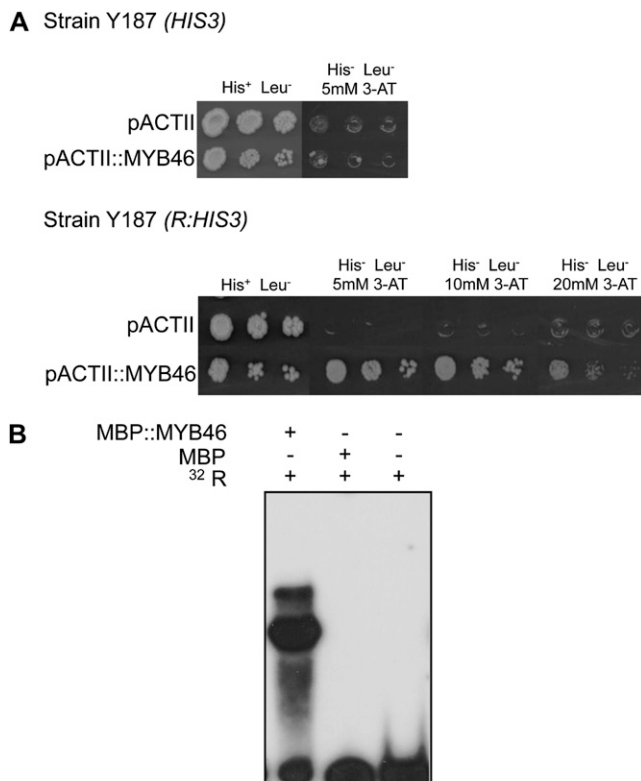 A Strain Y187 (HIS3)
His⁺ Leu⁻ His⁻ Leu⁻
5mM 3-AT
pACTII
pACTII::MYB46
Strain Y187 (R:HIS3)
His⁺ Leu⁻ His⁻ Leu⁻ His⁻ Leu⁻ His⁻ Leu⁻
5mM 3-AT 10mM 3-AT 20mM 3-AT
pACTII
pACTII::MYB46
B MBP::MYB46 + - -
MBP - + -
³² R + + +